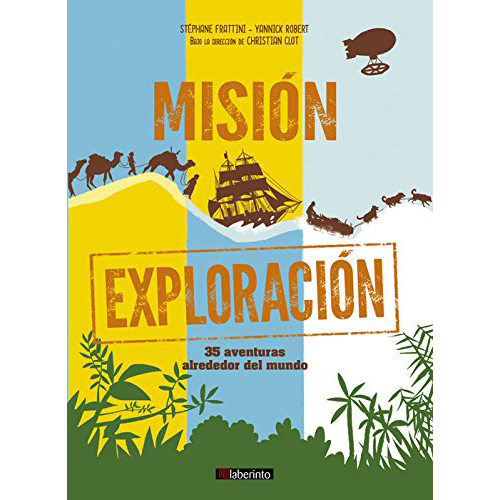 STÉPHANE FRATTINI – YANNICK ROBERT
BAJO LA DIRECCIÓN DE CHRISTIAN CLOT
MISIÓN
EXPLORACIÓN
35 aventuras
alrededor del mundo
laberinto